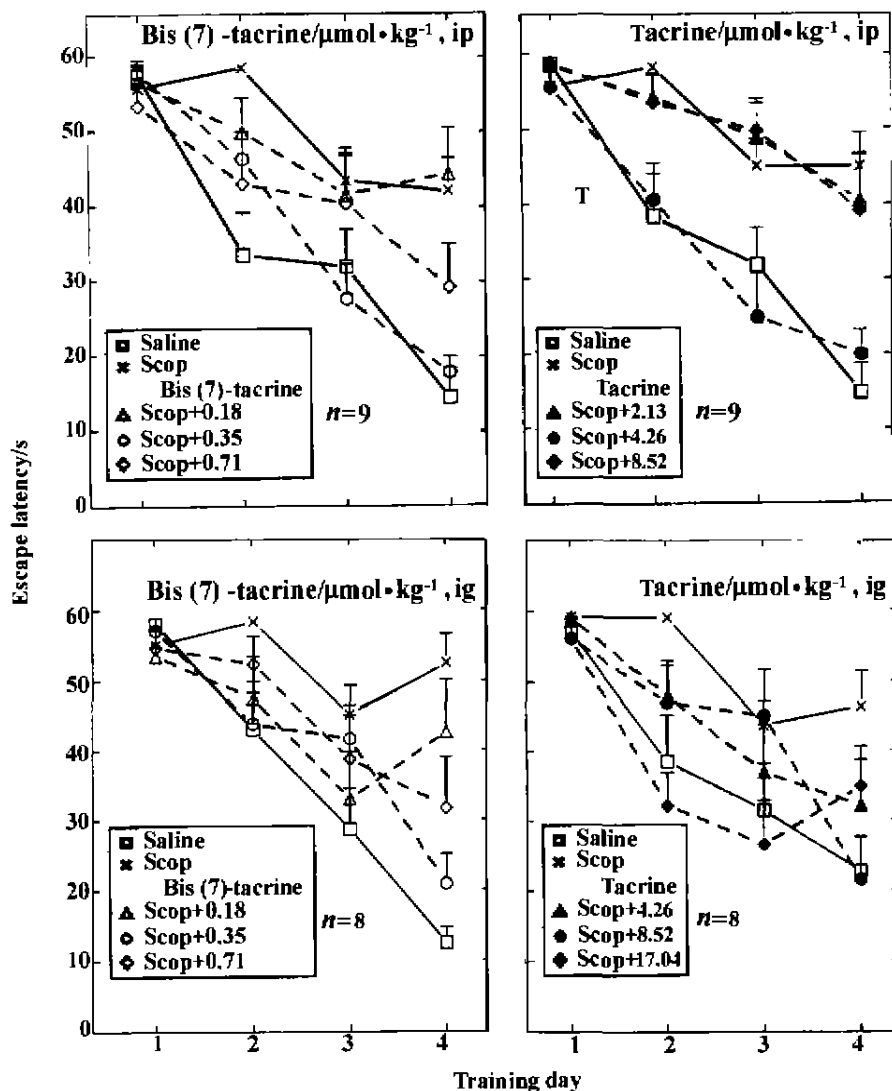 Bis (7) -tacrine/μmol•kg⁻¹, ip
60
50
40
30
20
10
0
Saline
Scop
Bis (7)-tacrine
Scop+0.18
Scop+0.35
Scop+0.71
n=9
Tacrine/μmol•kg⁻¹, ip
T
Saline
Scop
Tacrine
Scop+2.13
Scop+4.26
Scop+8.52
n=9
Escape latency/s
Bis (7) -tacrine/μmol•kg⁻¹, ig
60
50
40
30
20
10
0
Saline
Scop
Bis (7)-tacrine
Scop+0.18
Scop+0.35
Scop+0.71
n=8
1 2 3 4
Tacrine/μmol•kg⁻¹, ig
Saline
Scop
Tacrine
Scop+4.26
Scop+8.52
Scop+17.04
n=8
1 2 3 4
Training day